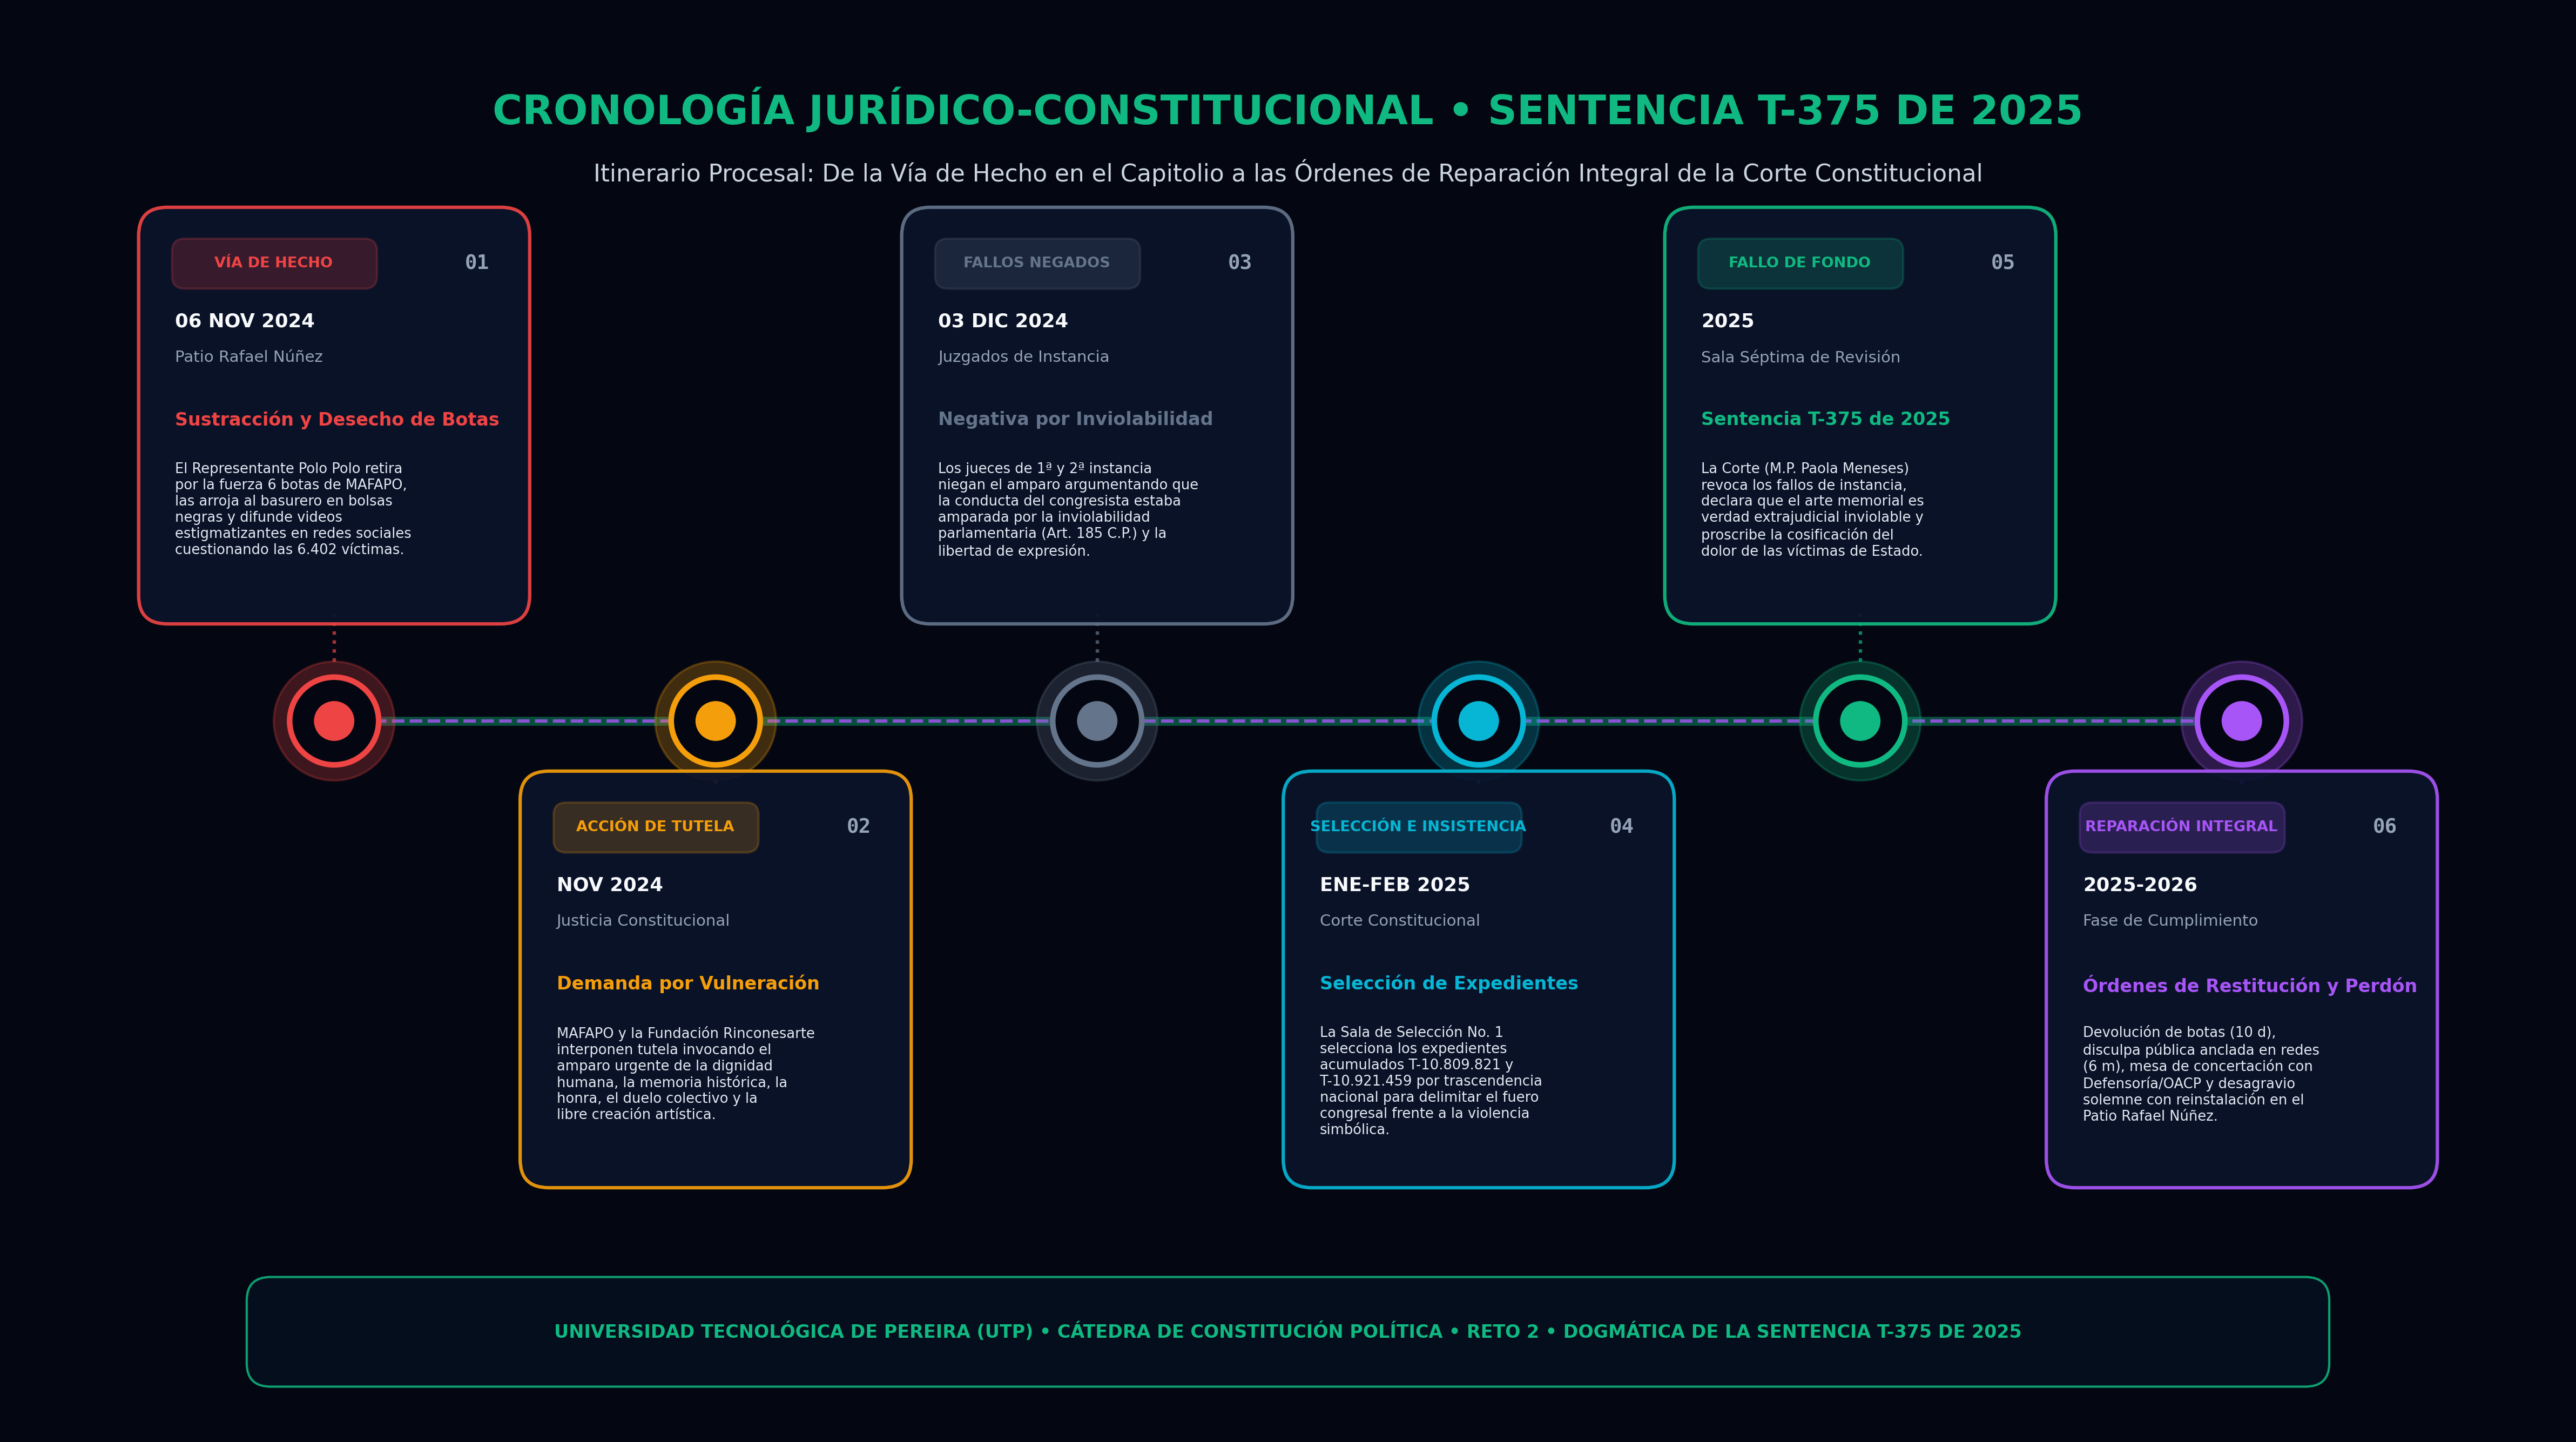 CRONOLOGÍA JURÍDICO-CONSTITUCIONAL • SENTENCIA T-375 DE 2025
Itinerario Procesal: De la Vía de Hecho en el Capitolio a las Órdenes de Reparación Integral de la Corte Constitucional
VÍA DE HECHO
01
06 NOV 2024
Patio Rafael Núñez
Sustracción y Desecho de Botas
El Representante Polo Polo retira
por la fuerza 6 botas de MAFAPO,
las arroja al basurero en bolsas
negras y difunde videos
estigmatizantes en redes sociales
cuestionando las 6.402 víctimas.
ACCIÓN DE TUTELA
02
NOV 2024
Justicia Constitucional
Demanda por Vulneración
MAFAPO y la Fundación Rinconesarte
interponen tutela invocando el
amparo urgente de la dignidad
humana, la memoria histórica, la
honra, el duelo colectivo y la
libre creación artística.
FALLOS NEGADOS
03
03 DIC 2024
Juzgados de Instancia
Negativa por Inviolabilidad
Los jueces de 1ª y 2ª instancia
niegan el amparo argumentando que
la conducta del congresista estaba
amparada por la inviolabilidad
parlamentaria (Art. 185 C.P.) y la
libertad de expresión.
SELECCIÓN E INSISTENCIA
04
ENE-FEB 2025
Corte Constitucional
Selección de Expedientes
La Sala de Selección No. 1
selecciona los expedientes
acumulados T-10.809.821 y
T-10.921.459 por trascendencia
nacional para delimitar el fuero
congresal frente a la violencia
simbólica.
FALLO DE FONDO
05
2025
Sala Séptima de Revisión
Sentencia T-375 de 2025
La Corte (M.P. Paola Meneses)
revoca los fallos de instancia,
declara que el arte memorial es
verdad extrajudicial inviolable y
proscribe la cosificación del
dolor de las víctimas de Estado.
REPARACIÓN INTEGRAL
06
2025-2026
Fase de Cumplimiento
Órdenes de Restitución y Perdón
Devolución de botas (10 d),
disculpa pública anclada en redes
(6 m), mesa de concertación con
Defensoría/OACP y desagravio
solemne con reinstalación en el
Patio Rafael Núñez.
UNIVERSIDAD TECNOLÓGICA DE PEREIRA (UTP) • CÁTEDRA DE CONSTITUCIÓN POLÍTICA • RETO 2 • DOGMÁTICA DE LA SENTENCIA T-375 DE 2025